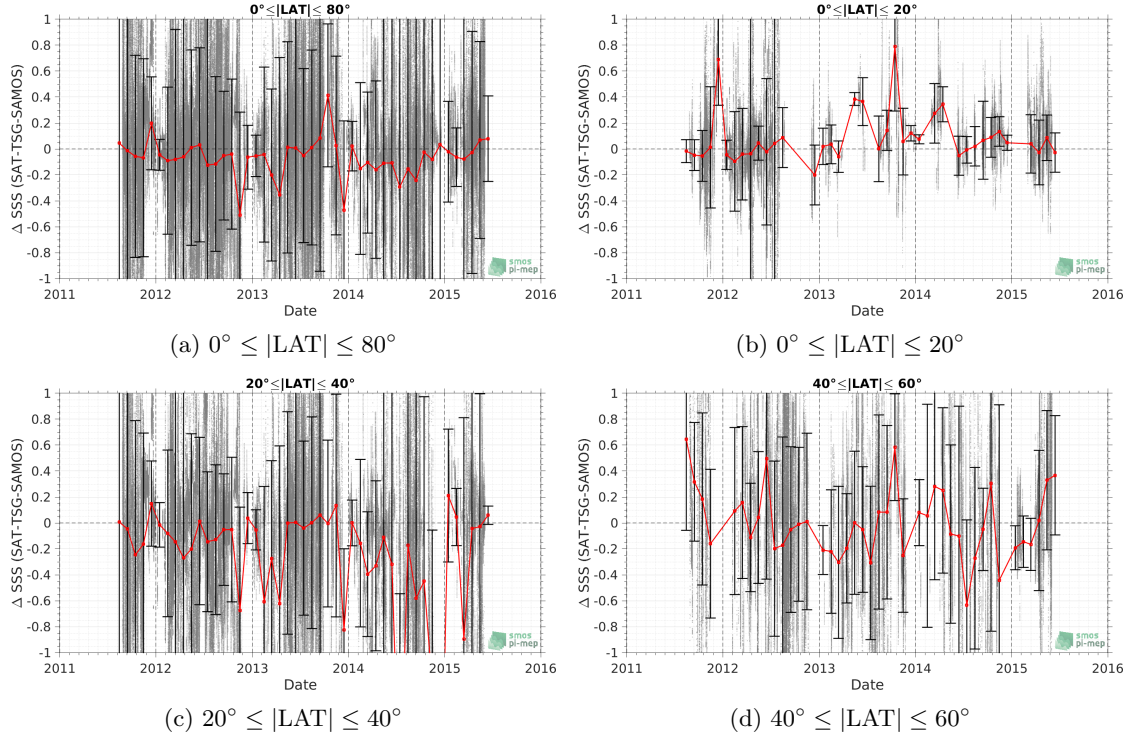 0°≤|LAT|≤ 80°
Δ SSS (SAT-TSG-SAMOS)
1
0.8
0.6
0.4
0.2
0
-0.2
-0.4
-0.6
-0.8
-1
smos
pi-mep
2011 2012 2013 2014 2015 2016
Date
(a) 0° ≤ |LAT| ≤ 80°
0°≤|LAT|≤ 20°
Δ SSS (SAT-TSG-SAMOS)
1
0.8
0.6
0.4
0.2
0
-0.2
-0.4
-0.6
-0.8
-1
smos
pi-mep
2011 2012 2013 2014 2015 2016
Date
(b) 0° ≤ |LAT| ≤ 20°
20°≤|LAT|≤ 40°
Δ SSS (SAT-TSG-SAMOS)
1
0.8
0.6
0.4
0.2
0
-0.2
-0.4
-0.6
-0.8
-1
smos
pi-mep
2011 2012 2013 2014 2015 2016
Date
(c) 20° ≤ |LAT| ≤ 40°
40°≤|LAT|≤ 60°
Δ SSS (SAT-TSG-SAMOS)
1
0.8
0.6
0.4
0.2
0
-0.2
-0.4
-0.6
-0.8
-1
smos
pi-mep
2011 2012 2013 2014 2015 2016
Date
(d) 40° ≤ |LAT| ≤ 60°